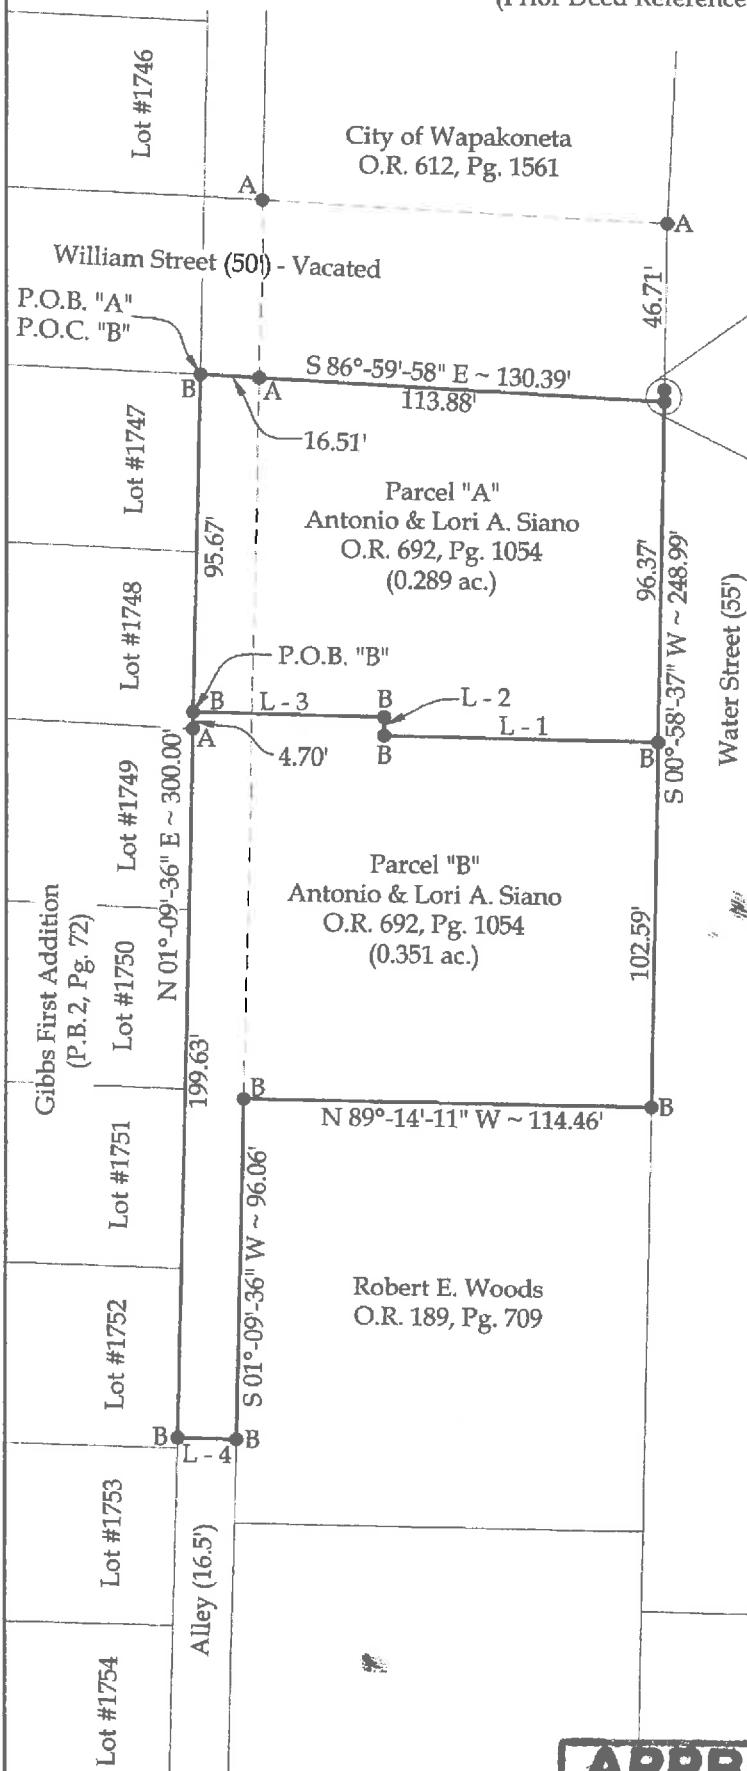 (Prior Deed Reference
Lot #1746
City of Wapakoneta
O.R. 612, Pg. 1561
A
A
William Street (50') - Vacated
46.71'
P.O.B. "A"
P.O.C. "B"
B
A
S 86°-59'-58" E ~ 130.39'
113.88'
16.51'
Lot #1747
Parcel "A"
Antonio & Lori A. Siano
O.R. 692, Pg. 1054
(0.289 ac.)
95.67'
96.37'
S 00°-58'-37" W ~ 248.99'
Water Street (55')
Lot #1748
P.O.B. "B"
B
L - 3
B
L - 2
A
4.70'
B
L - 1
B
Lot #1749
N 01°-09'-36" E ~ 300.00'
Parcel "B"
Antonio & Lori A. Siano
O.R. 692, Pg. 1054
(0.351 ac.)
102.59'
Gibbs First Addition
(P.B.2, Pg. 72)
Lot #1750
199.63'
B
N 89°-14'-11" W ~ 114.46'
B
Lot #1751
S 01°-09'-36" W ~ 96.06'
Robert E. Woods
O.R. 189, Pg. 709
Lot #1752
B
B
L - 4
Lot #1753
Alley (16.5')
Lot #1754